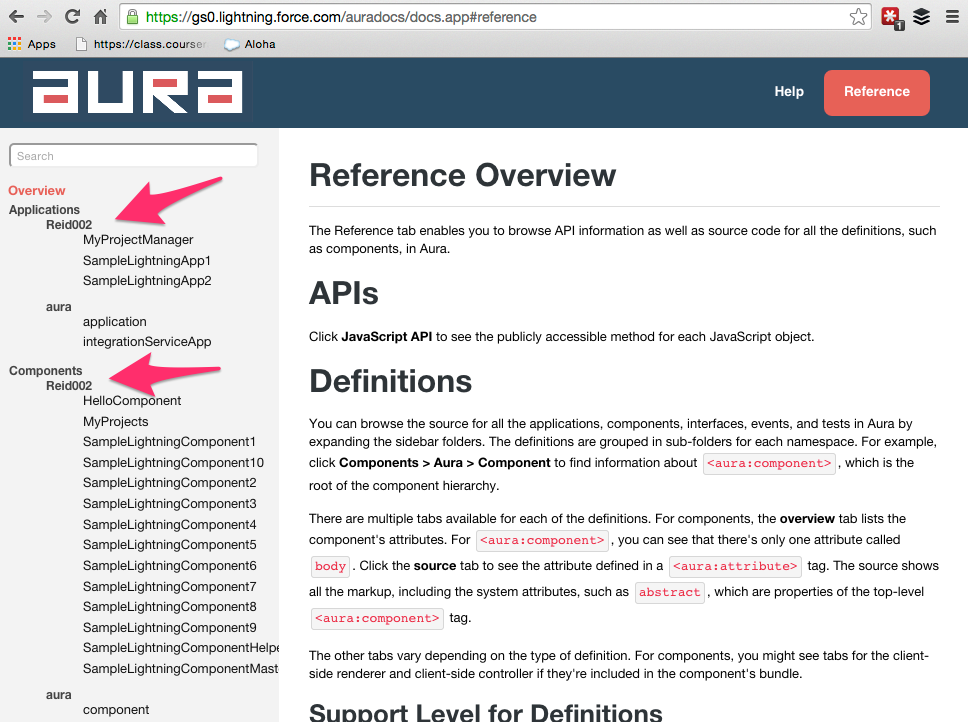 https://gs0.lightning.force.com/auradocs/docs.app#reference
1
Apps
https://class.courser
Aloha
aura
Help
Reference
Search
Overview
Applications
Reid002
MyProjectManager
SampleLightningApp1
SampleLightningApp2
aura
application
integrationServiceApp
Components
Reid002
HelloComponent
MyProjects
SampleLightningComponent1
SampleLightningComponent10
SampleLightningComponent2
SampleLightningComponent3
SampleLightningComponent4
SampleLightningComponent5
SampleLightningComponent6
SampleLightningComponent7
SampleLightningComponent8
SampleLightningComponent9
SampleLightningComponentHelpe
SampleLightningComponentMast
aura
component
Reference Overview
The Reference tab enables you to browse API information as well as source code for all the definitions, such
as components, in Aura.
APIs
Click JavaScript API to see the publicly accessible method for each JavaScript object.
Definitions
You can browse the source for all the applications, components, interfaces, events, and tests in Aura by
expanding the sidebar folders. The definitions are grouped in sub-folders for each namespace. For example,
click Components > Aura > Component to find information about <aura:component> , which is the
root of the component hierarchy.
There are multiple tabs available for each of the definitions. For components, the overview tab lists the
component's attributes. For <aura:component> , you can see that there's only one attribute called
body . Click the source tab to see the attribute defined in a <aura:attribute> tag. The source shows
all the markup, including the system attributes, such as abstract , which are properties of the top-level
<aura:component> tag.
The other tabs vary depending on the type of definition. For components, you might see tabs for the client-
side renderer and client-side controller if they're included in the component's bundle.
Support Level for Definitions